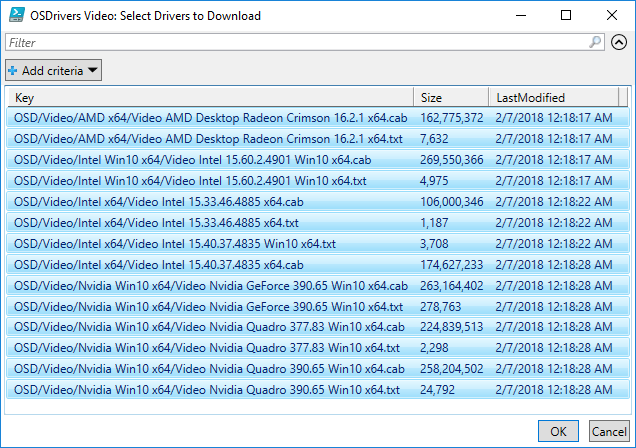 OSDrivers Video: Select Drivers to Download
Filter
Add criteria
Key Size LastModified
OSD/Video/AMD x64/Video AMD Desktop Radeon Crimson 16.2.1 x64.cab 162,775,372 2/7/2018 12:18:17 AM
OSD/Video/AMD x64/Video AMD Desktop Radeon Crimson 16.2.1 x64.txt 7,632 2/7/2018 12:18:17 AM
OSD/Video/Intel Win10 x64/Video Intel 15.60.2.4901 Win10 x64.cab 269,550,366 2/7/2018 12:18:17 AM
OSD/Video/Intel Win10 x64/Video Intel 15.60.2.4901 Win10 x64.txt 4,975 2/7/2018 12:18:17 AM
OSD/Video/Intel x64/Video Intel 15.33.46.4885 x64.cab 106,000,346 2/7/2018 12:18:22 AM
OSD/Video/Intel x64/Video Intel 15.33.46.4885 x64.txt 1,187 2/7/2018 12:18:22 AM
OSD/Video/Intel x64/Video Intel 15.40.37.4835 Win10 x64.txt 3,708 2/7/2018 12:18:22 AM
OSD/Video/Intel x64/Video Intel 15.40.37.4835 x64.cab 174,627,233 2/7/2018 12:18:28 AM
OSD/Video/Nvidia Win10 x64/Video Nvidia GeForce 390.65 Win10 x64.cab 263,164,402 2/7/2018 12:18:28 AM
OSD/Video/Nvidia Win10 x64/Video Nvidia GeForce 390.65 Win10 x64.txt 278,763 2/7/2018 12:18:28 AM
OSD/Video/Nvidia Win10 x64/Video Nvidia Quadro 377.83 Win10 x64.cab 224,839,513 2/7/2018 12:18:28 AM
OSD/Video/Nvidia Win10 x64/Video Nvidia Quadro 377.83 Win10 x64.txt 2,298 2/7/2018 12:18:28 AM
OSD/Video/Nvidia Win10 x64/Video Nvidia Quadro 390.65 Win10 x64.cab 258,204,502 2/7/2018 12:18:28 AM
OSD/Video/Nvidia Win10 x64/Video Nvidia Quadro 390.65 Win10 x64.txt 24,792 2/7/2018 12:18:28 AM
OK Cancel